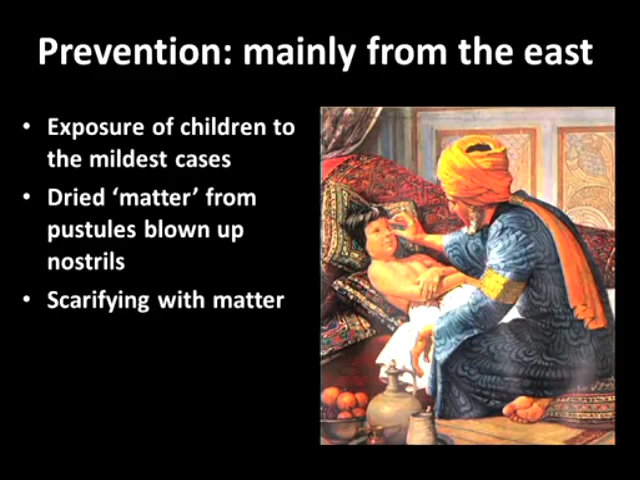 Prevention: mainly from the east
• Exposure of children to
the mildest cases
• Dried ‘matter’ from
pustules blown up
nostrils
• Scarifying with matter